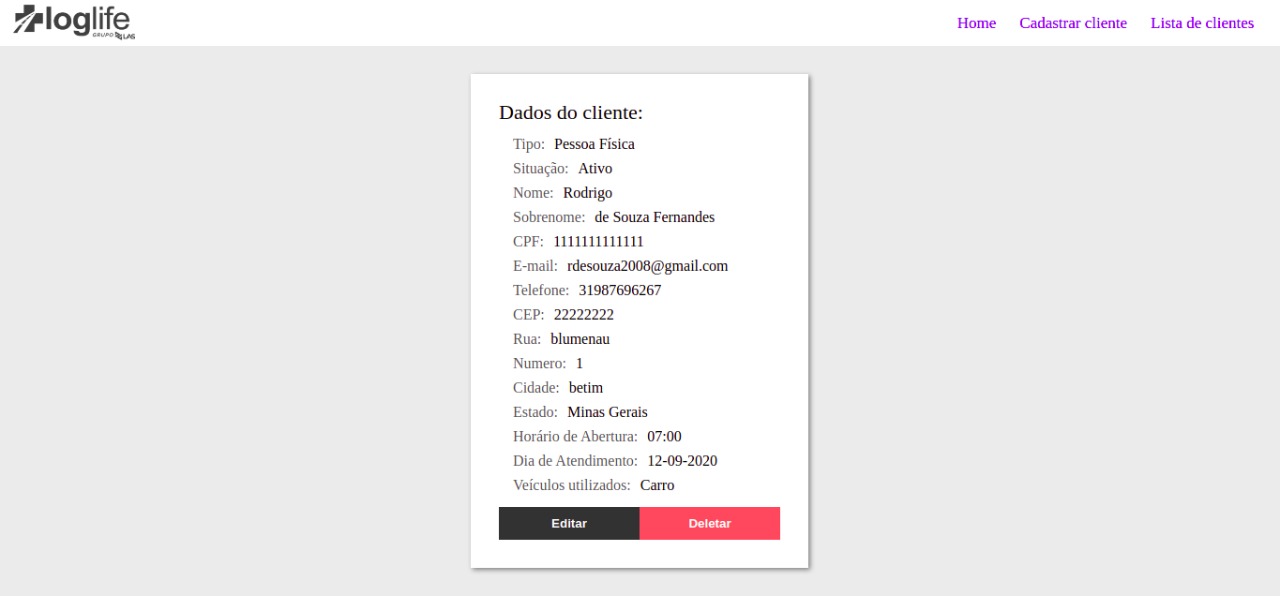 loglife
GRUPO LAS
Home Cadastrar cliente Lista de clientes
Dados do cliente:
Tipo: Pessoa Física
Situação: Ativo
Nome: Rodrigo
Sobrenome: de Souza Fernandes
CPF: 1111111111111
E-mail: rdesouza2008@gmail.com
Telefone: 31987696267
CEP: 22222222
Rua: blumenau
Numero: 1
Cidade: betim
Estado: Minas Gerais
Horário de Abertura: 07:00
Dia de Atendimento: 12-09-2020
Veículos utilizados: Carro
Editar Deletar